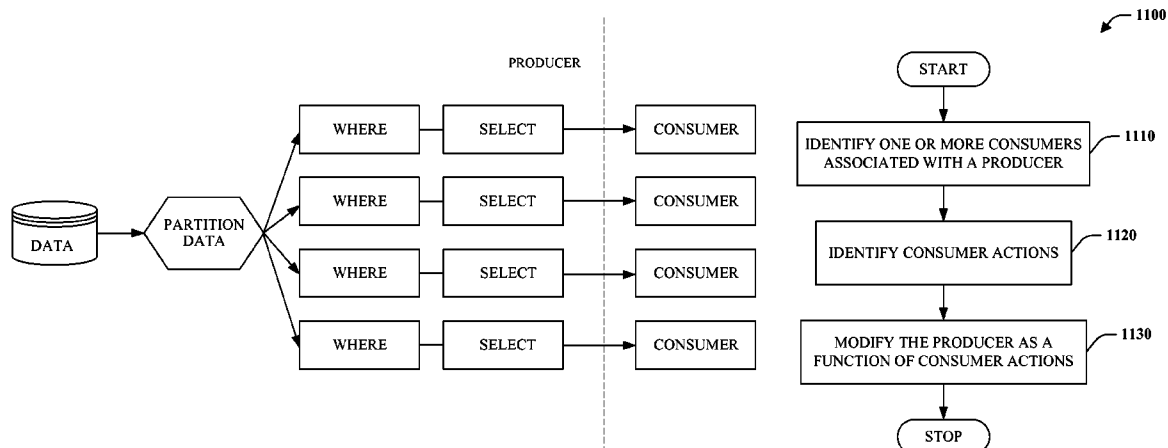 PRODUCER
DATA
PARTITION
DATA
WHERE
SELECT
CONSUMER
WHERE
SELECT
CONSUMER
WHERE
SELECT
CONSUMER
WHERE
SELECT
CONSUMER
1100
START
IDENTIFY ONE OR MORE CONSUMERS
ASSOCIATED WITH A PRODUCER
1110
IDENTIFY CONSUMER ACTIONS
1120
MODIFY THE PRODUCER AS A
FUNCTION OF CONSUMER ACTIONS
1130
STOP